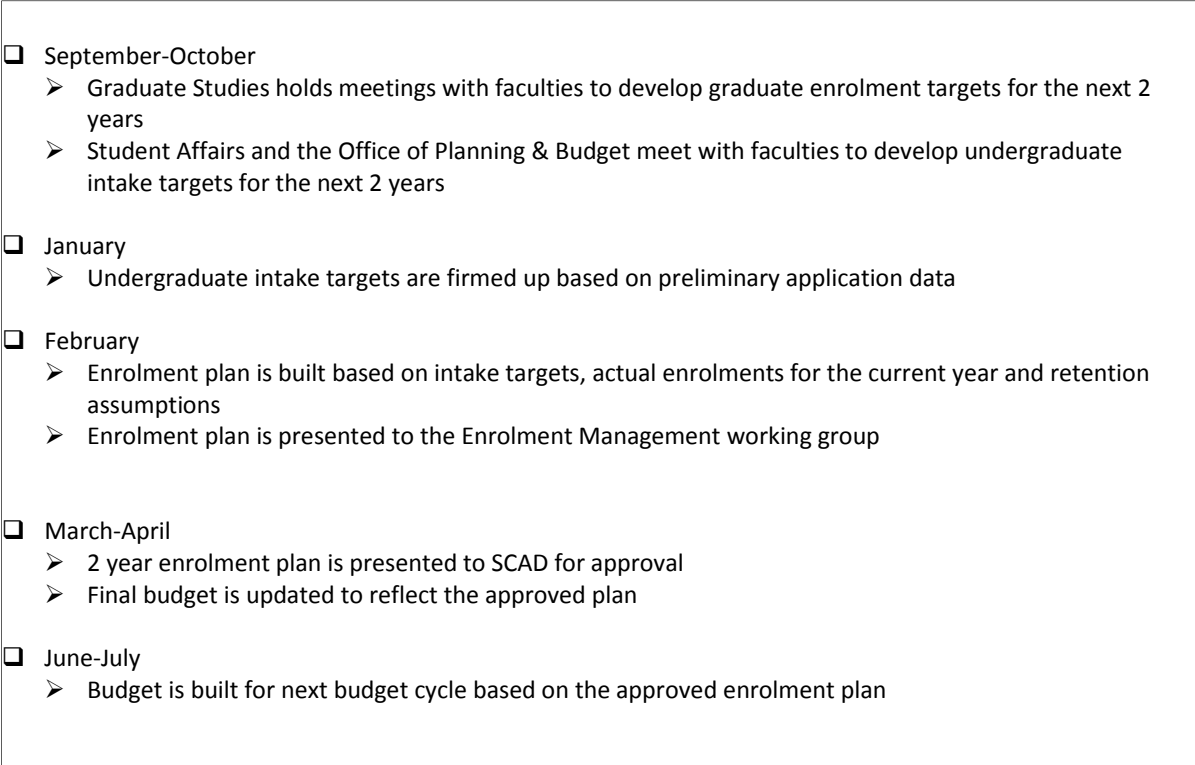 ❑ September-October
➢ Graduate Studies holds meetings with faculties to develop graduate enrolment targets for the next 2
years
➢ Student Affairs and the Office of Planning & Budget meet with faculties to develop undergraduate
intake targets for the next 2 years
❑ January
➢ Undergraduate intake targets are firmed up based on preliminary application data
❑ February
➢ Enrolment plan is built based on intake targets, actual enrolments for the current year and retention
assumptions
➢ Enrolment plan is presented to the Enrolment Management working group
❑ March-April
➢ 2 year enrolment plan is presented to SCAD for approval
➢ Final budget is updated to reflect the approved plan
❑ June-July
➢ Budget is built for next budget cycle based on the approved enrolment plan